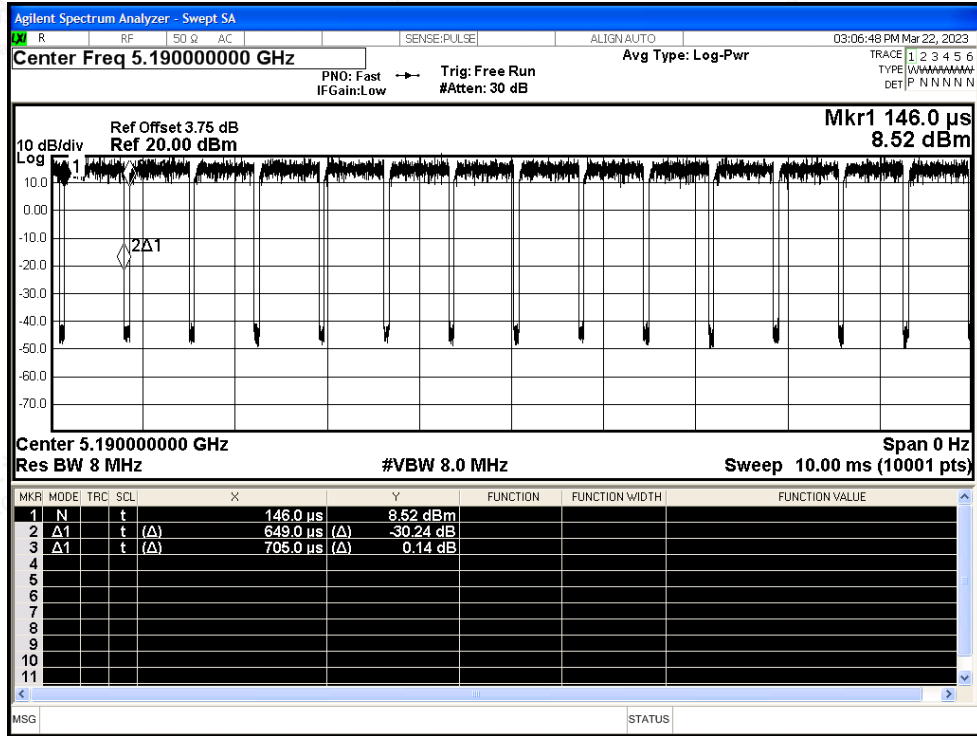 Agilent Spectrum Analyzer - Swept SA
LXI R RF 50 Ω AC SENSE:PULSE ALIGN AUTO 03:06:48 PM Mar 22, 2023
Center Freq 5.190000000 GHz
PNO: Fast
IFGain:Low
Trig: Free Run
#Atten: 30 dB
Avg Type: Log-Pwr
TRACE 1 2 3 4 5 6
TYPE
DET P N N N N N
Mkr1 146.0 µs
8.52 dBm
Ref Offset 3.75 dB
10 dB/div Ref 20.00 dBm
Log
1
10.0
0.00
-10.0
2Δ1
-20.0
-30.0
-40.0
-50.0
-60.0
-70.0
Center 5.190000000 GHz Span 0 Hz
Res BW 8 MHz #VBW 8.0 MHz Sweep 10.00 ms (10001 pts)
MKR MODE TRC SCL X Y FUNCTION FUNCTION WIDTH FUNCTION VALUE
1 N t 146.0 µs 8.52 dBm
2 Δ1 t (Δ) 649.0 µs (Δ) -30.24 dB
3 Δ1 t (Δ) 705.0 µs (Δ) 0.14 dB
4
5
6
7
8
9
10
11
MSG STATUS